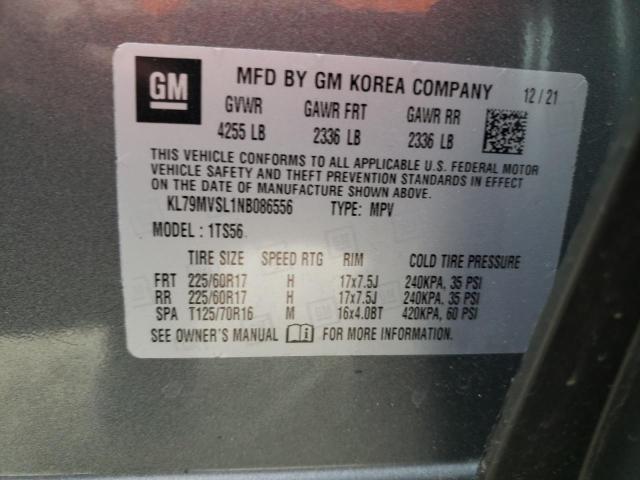 GM MFD BY GM KOREA COMPANY 12 / 21
GVWR GAWR FRT GAWR RR
4255 LB 2336 LB 2336 LB
THIS VEHICLE CONFORMS TO ALL APPLICABLE U.S. FEDERAL MOTOR
VEHICLE SAFETY AND THEFT PREVENTION STANDARDS IN EFFECT
ON THE DATE OF MANUFACTURE SHOWN ABOVE.
KL79MVSL1NB086556 TYPE: MPV
MODEL : 1TS56
TIRE SIZE SPEED RTG RIM COLD TIRE PRESSURE
FRT 225/60R17 H 17x7.5J 240KPA, 35 PSI
RR 225/60R17 H 17x7.5J 240KPA, 35 PSI
SPA T125/70R16 M 16x4.0BT 420KPA, 60 PSI
SEE OWNER'S MANUAL FOR MORE INFORMATION.